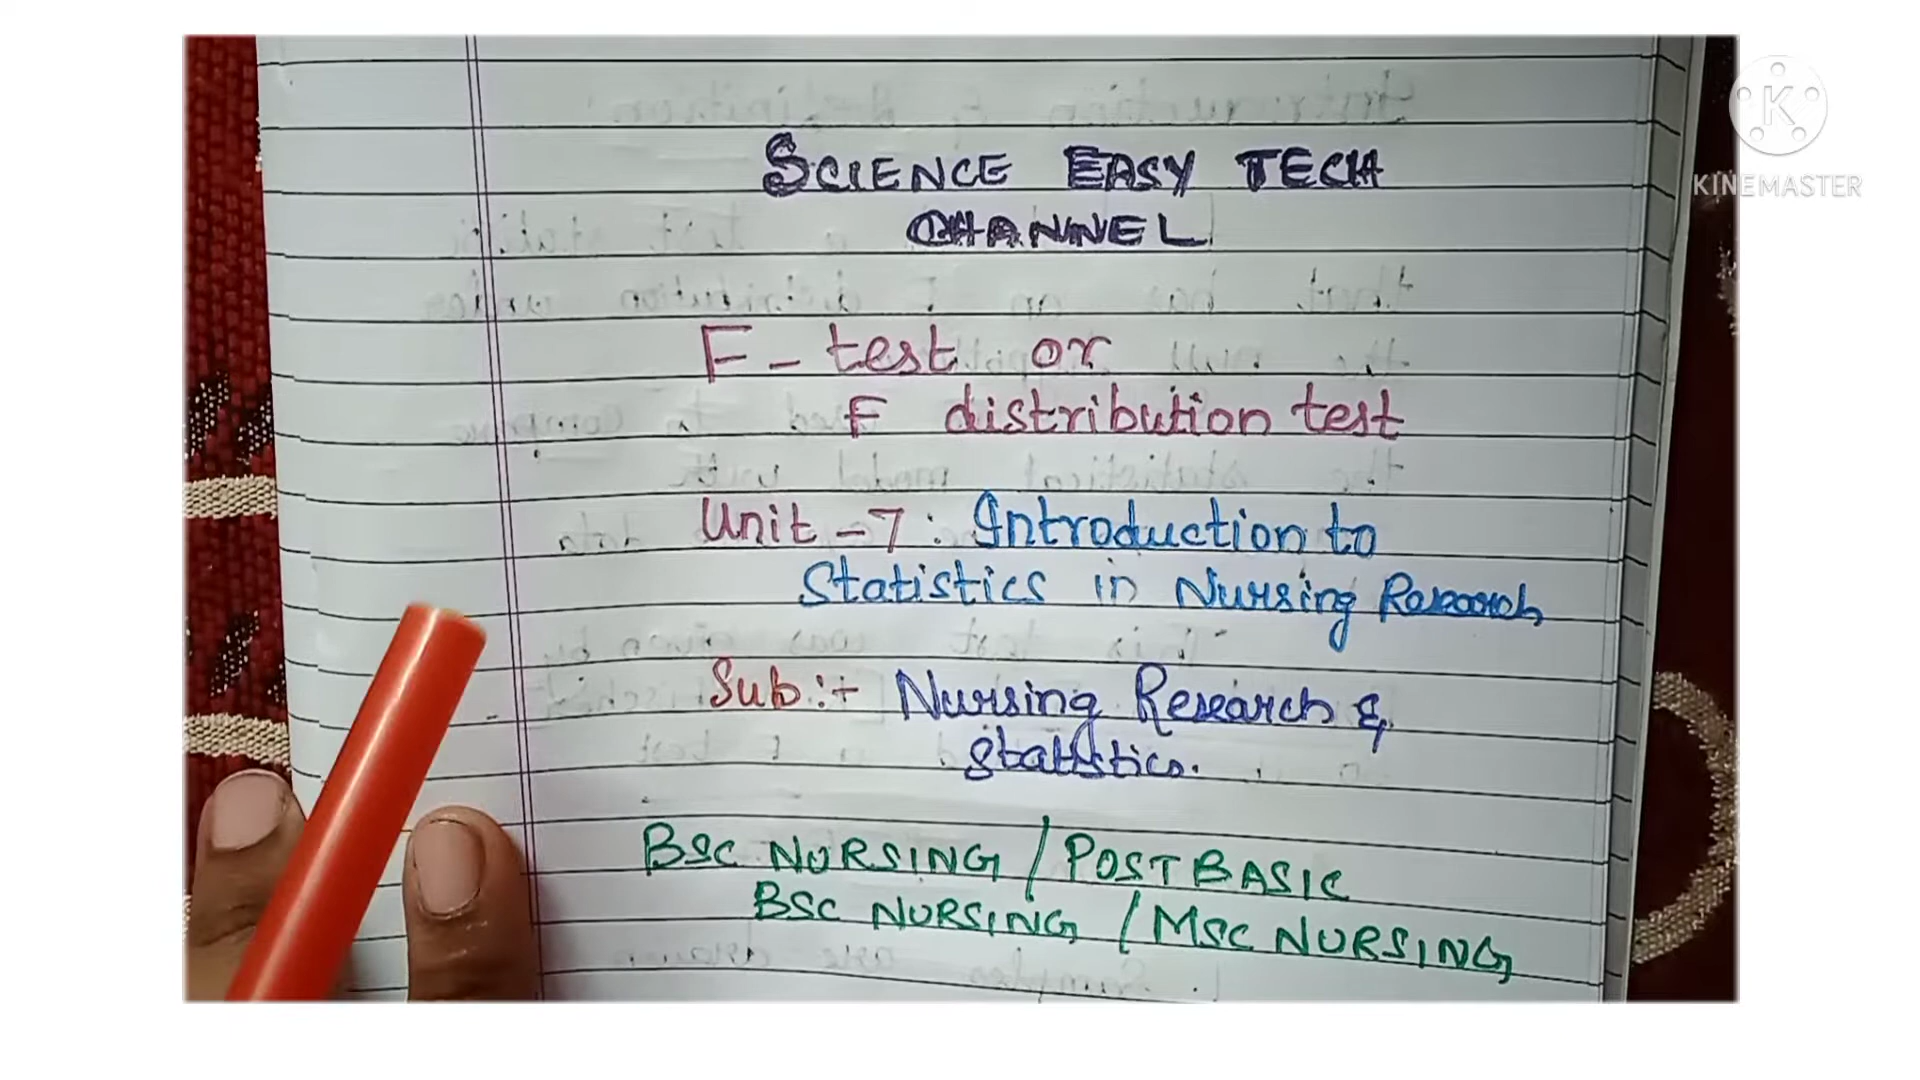 SCIENCE EASY TECH
CHANNEL
F - test or
F distribution test
Unit - 7 : Introduction to
Statistics in Nursing Research
Sub :- Nursing Research &
Statistics.
BSC NURSING / POST BASIC
BSC NURSING / MSC NURSING
K
KINEMASTER